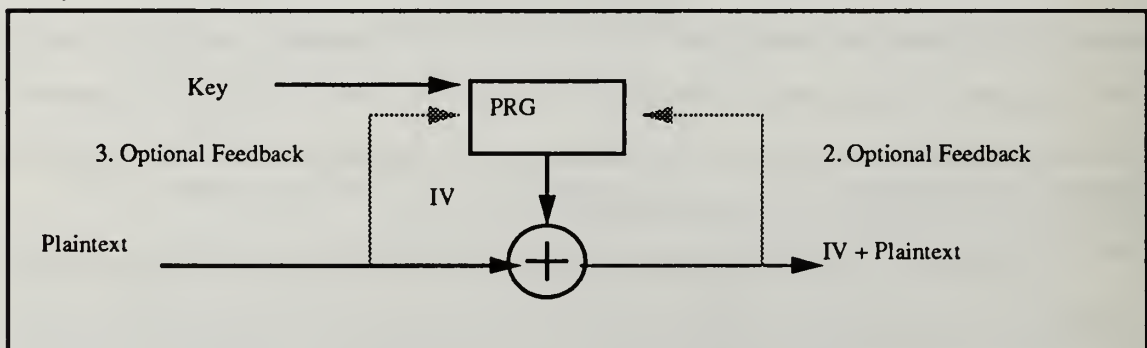 Key
PRG
3. Optional Feedback
2. Optional Feedback
IV
Plaintext
IV + Plaintext